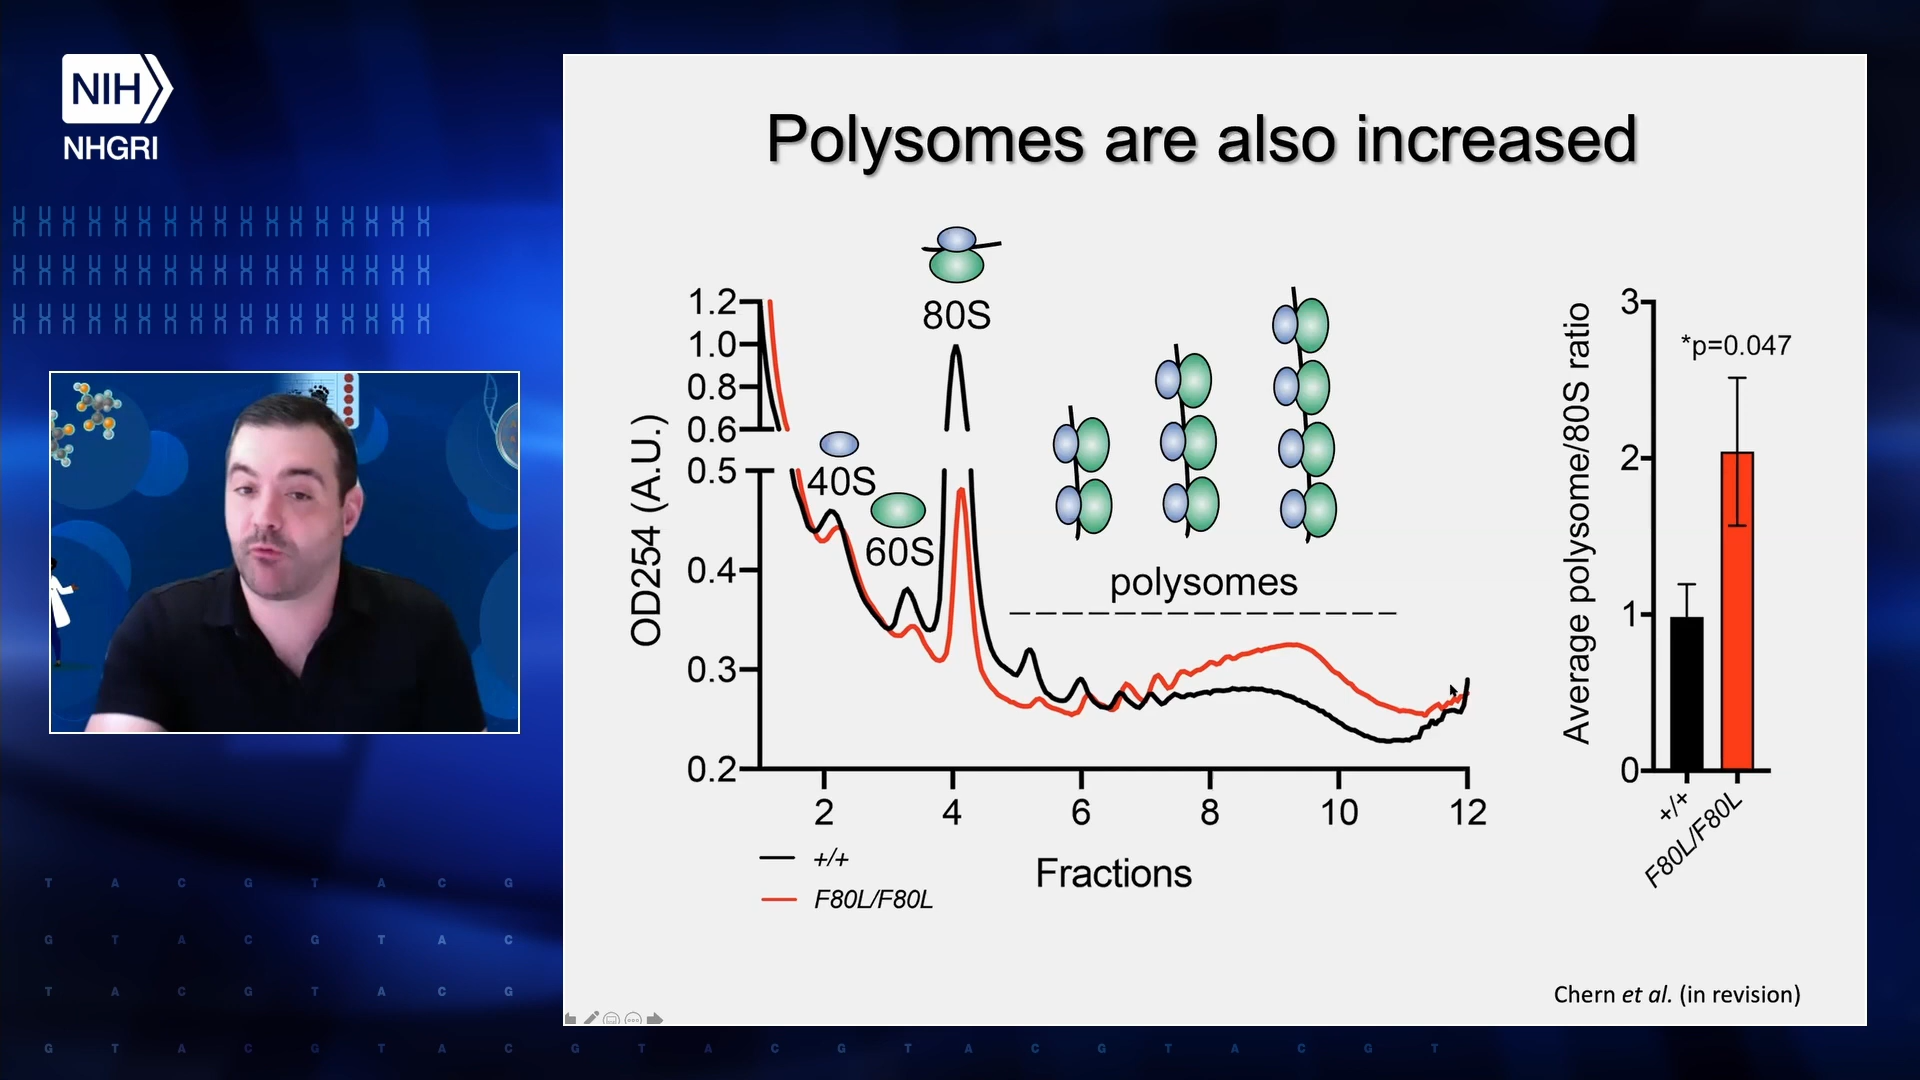 NIH
NHGRI
Polysomes are also increased
80S
1.2
1.0
0.8
0.6
0.5
0.4
0.3
0.2
OD254 (A.U.)
40S
60S
polysomes
2 4 6 8 10 12
Fractions
+/+
F80L/F80L
3
2
1
0
Average polysome/80S ratio
*p=0.047
+/+
F80L/F80L
Chern et al. (in revision)
T A C G T A C G
G T A C G T A C
T A C G T A C G
G T A C G T A C G T A C G T A C G T A C G T